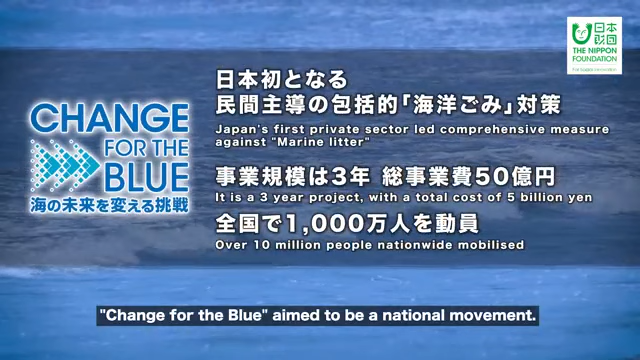 日本
財団
THE NIPPON
FOUNDATION
日本初となる
民間主導の包括的「海洋ごみ」対策
Japan's first private sector led comprehensive measure
against "Marine litter"
CHANGE
FOR THE
BLUE
海の未来を変える挑戦
事業規模は3年 総事業費50億円
It is a 3 year project, with a total cost of 5 billion yen
全国で1,000万人を動員
Over 10 million people nationwide mobilised
"Change for the Blue" aimed to be a national movement.